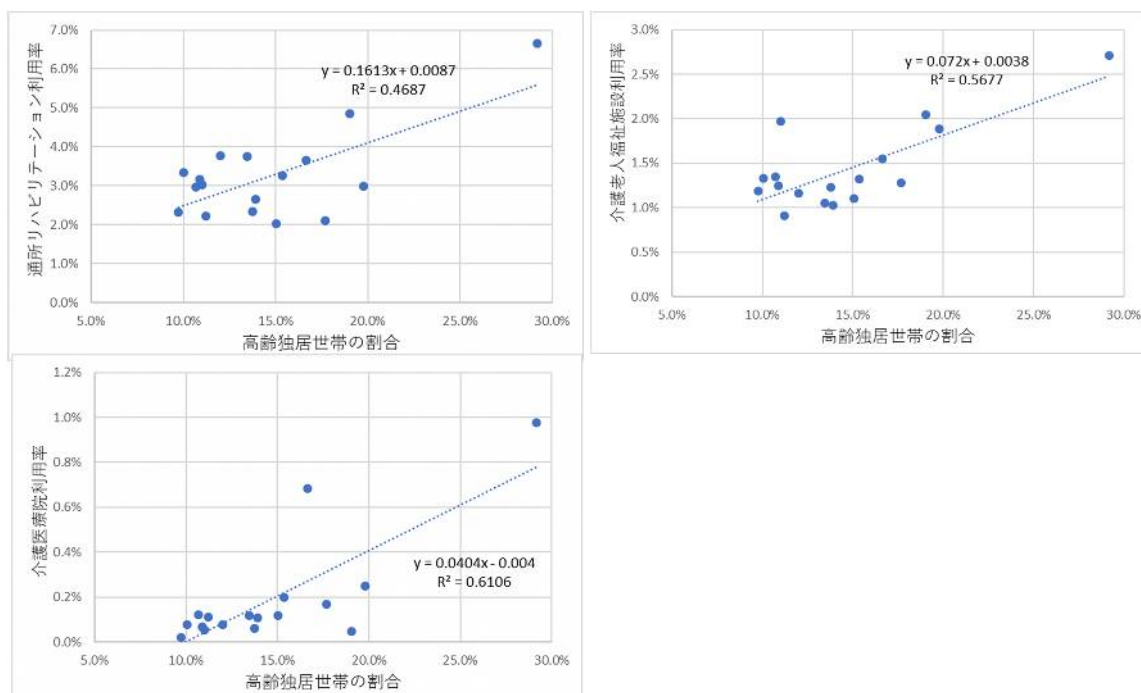 通所リハビリテーション利用率
7.0%
6.0%
5.0%
4.0%
3.0%
2.0%
1.0%
0.0%
y = 0.1613x + 0.0087
R² = 0.4687
5.0% 10.0% 15.0% 20.0% 25.0% 30.0%
高齢独居世帯の割合
介護老人福祉施設利用率
3.0%
2.5%
2.0%
1.5%
1.0%
0.5%
0.0%
y = 0.072x + 0.0038
R² = 0.5677
5.0% 10.0% 15.0% 20.0% 25.0% 30.0%
高齢独居世帯の割合
介護医療院利用率
1.2%
1.0%
0.8%
0.6%
0.4%
0.2%
0.0%
y = 0.0404x - 0.004
R² = 0.6106
5.0% 10.0% 15.0% 20.0% 25.0% 30.0%
高齢独居世帯の割合